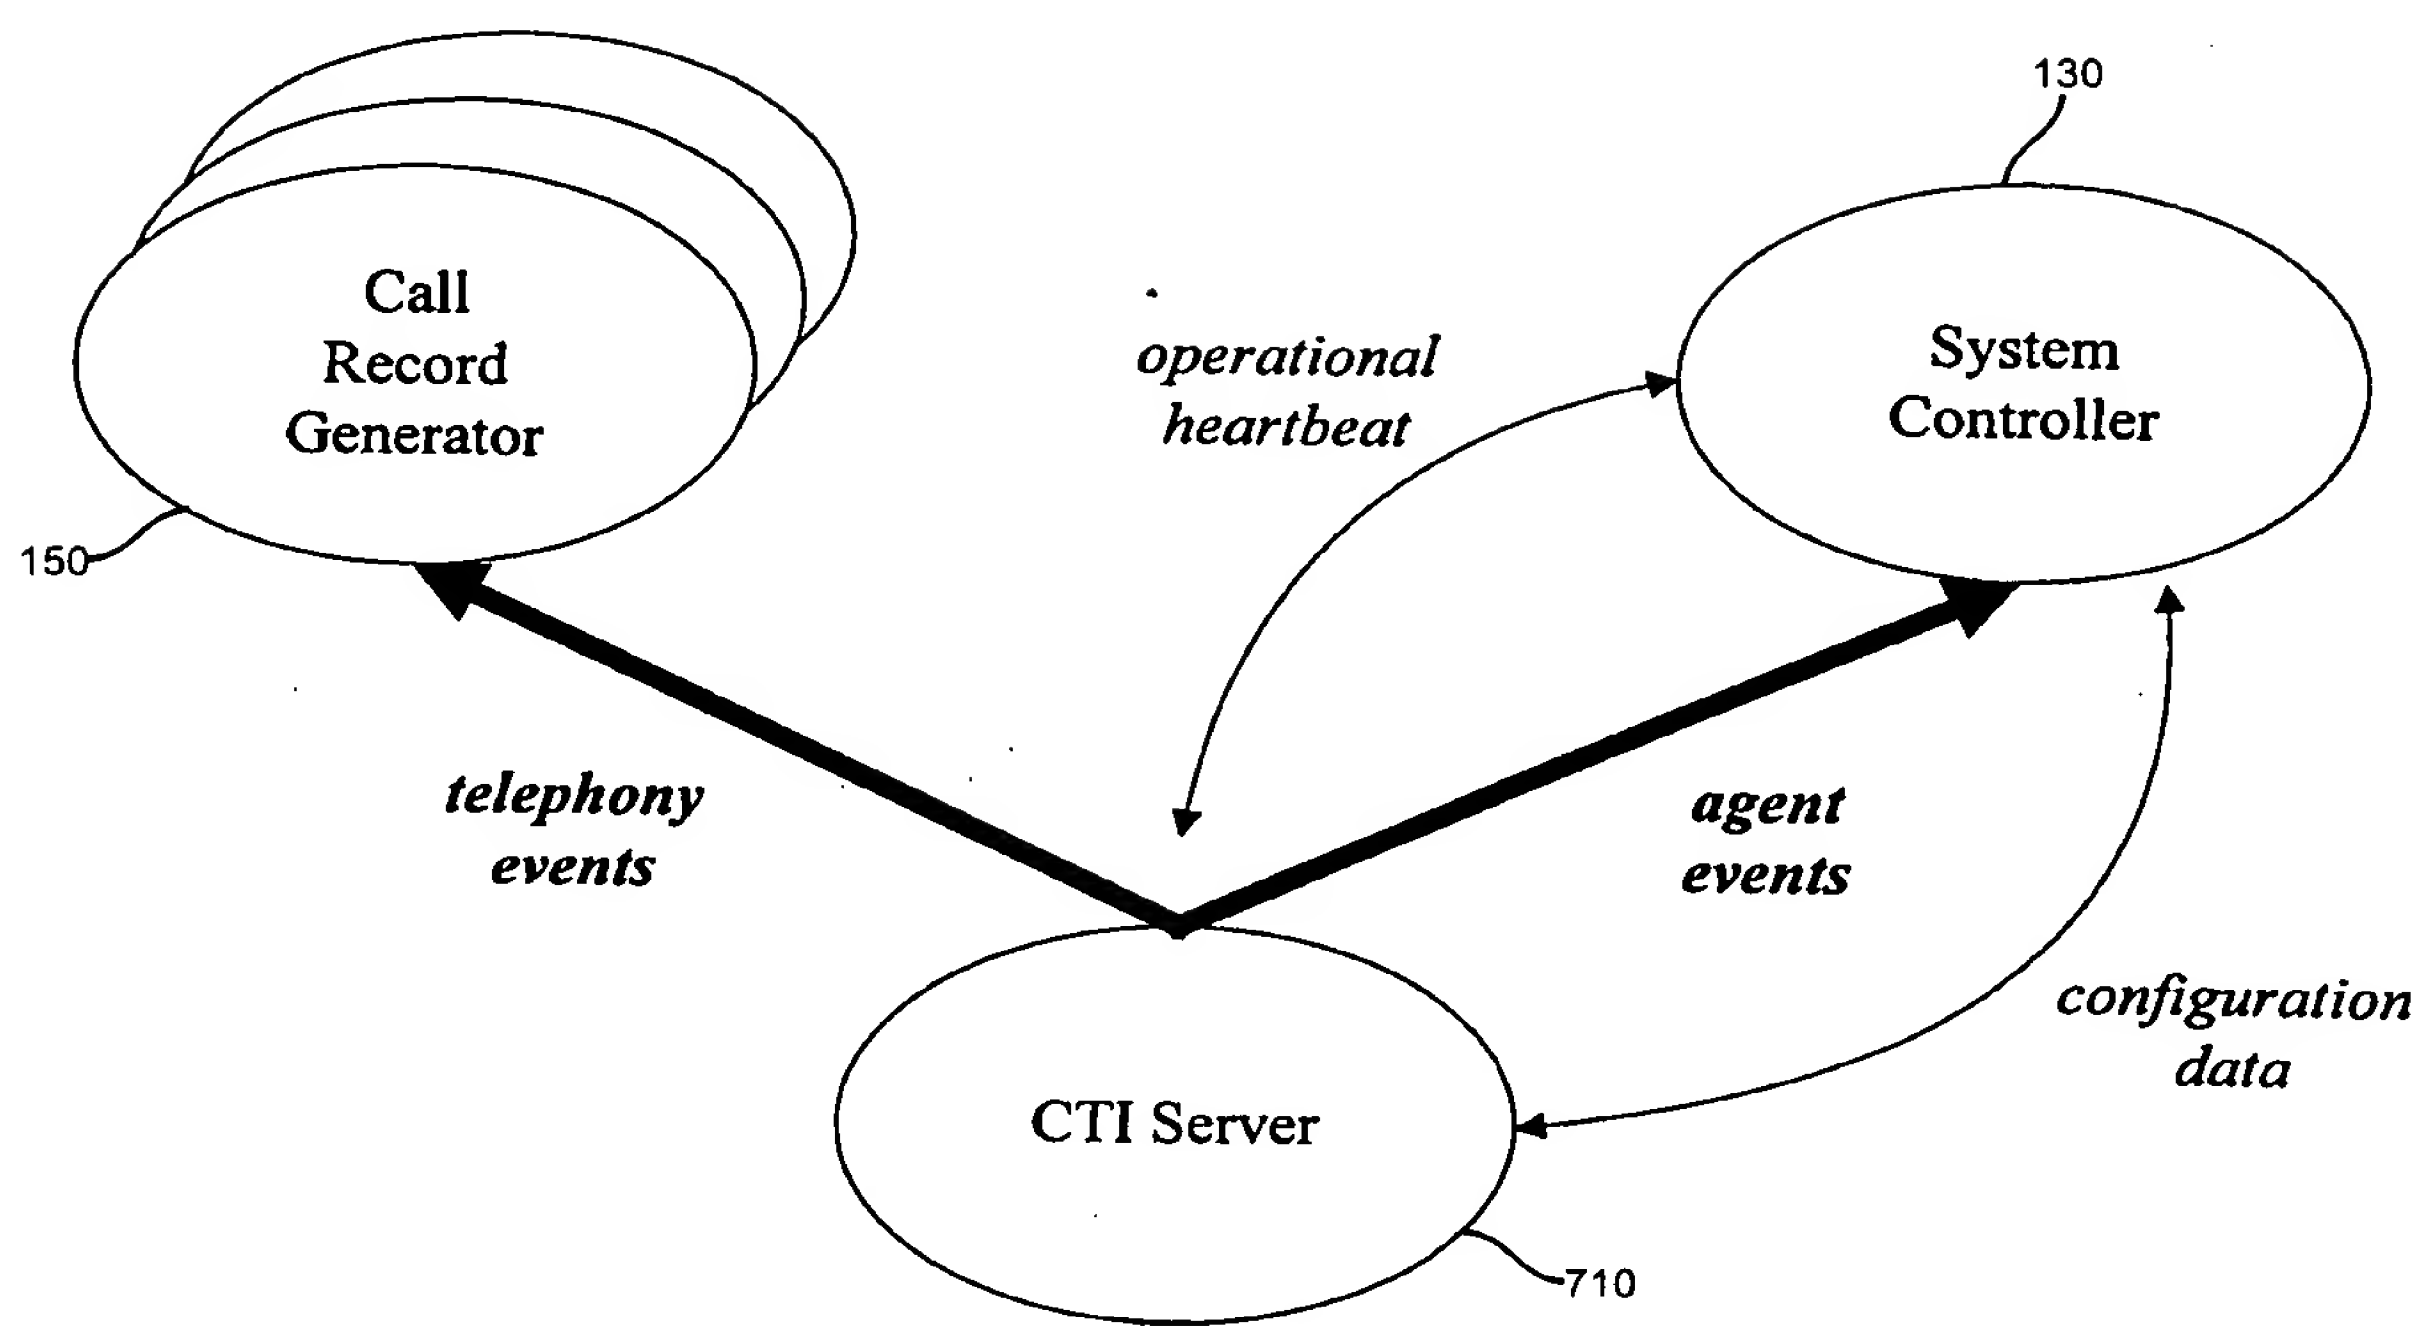 130
Call
Record
Generator
150
operational
heartbeat
System
Controller
telephony
events
agent
events
configuration
data
CTI Server
710